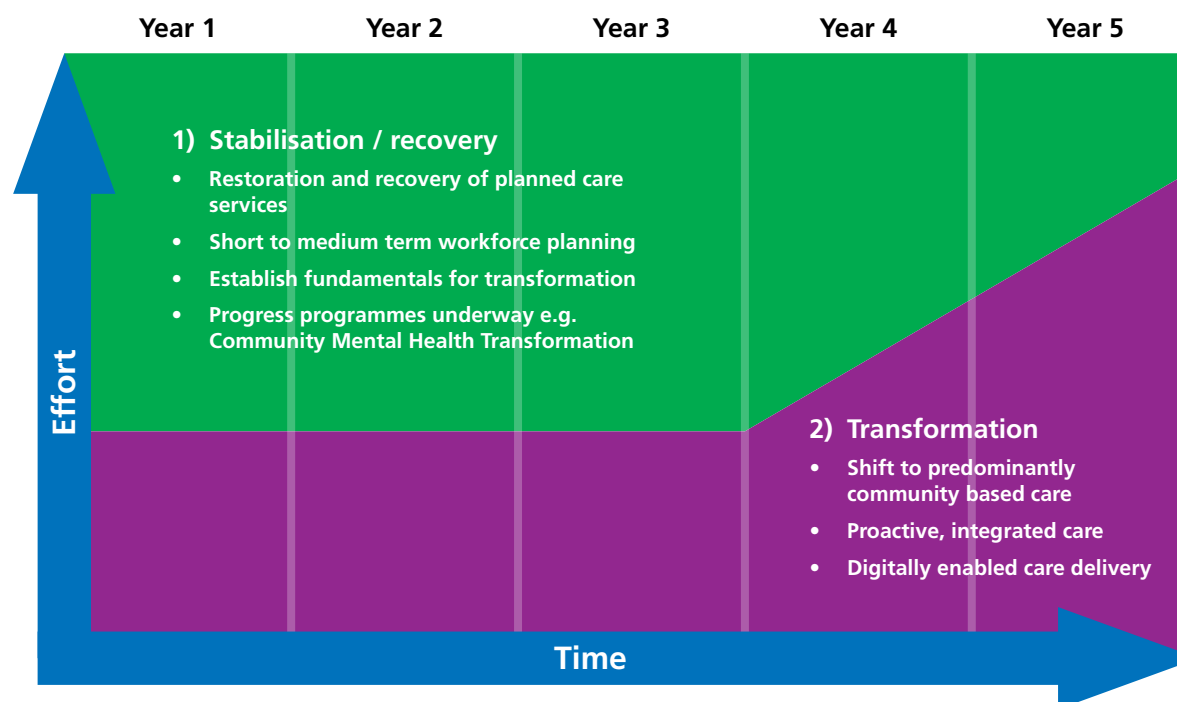 Year 1 Year 2 Year 3 Year 4 Year 5
1) Stabilisation / recovery
• Restoration and recovery of planned care
services
• Short to medium term workforce planning
• Establish fundamentals for transformation
• Progress programmes underway e.g.
Community Mental Health Transformation
Effort
2) Transformation
• Shift to predominantly
community based care
• Proactive, integrated care
• Digitally enabled care delivery
Time